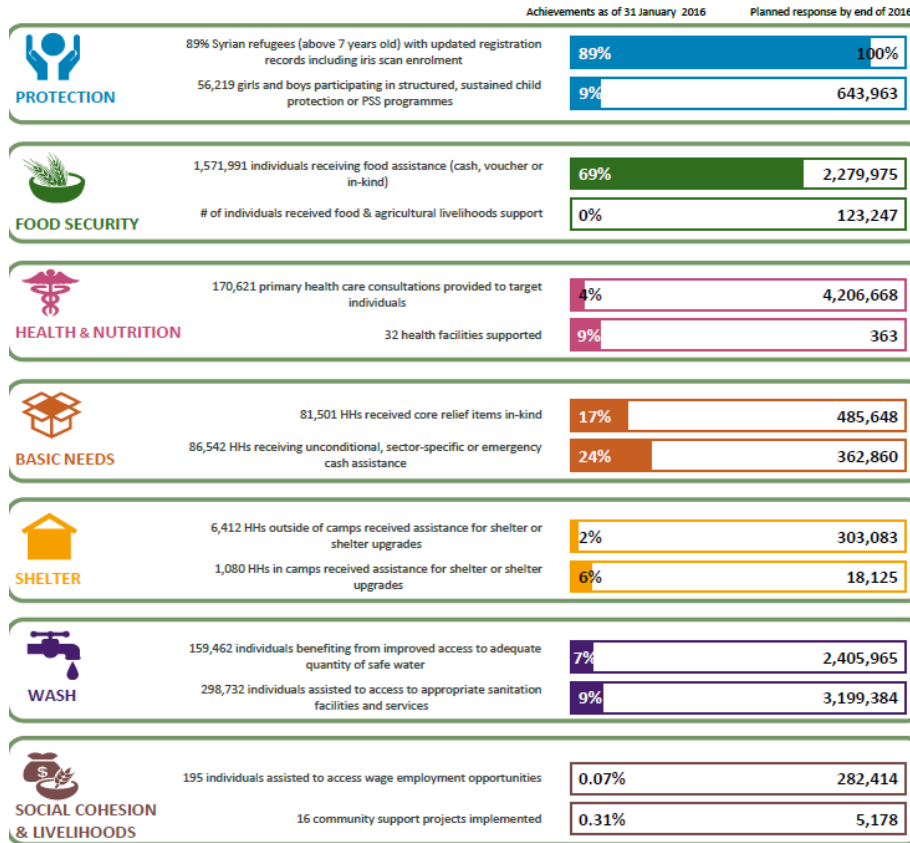 Achievements as of 31 January 2016 Planned response by end of 2016
89% Syrian refugees (above 7 years old) with updated registration
records including iris scan enrolment
89% 100%
PROTECTION
56,219 girls and boys participating in structured, sustained child
protection or PSS programmes
9% 643,963
1,571,991 individuals receiving food assistance (cash, voucher or
in-kind)
69% 2,279,975
FOOD SECURITY
# of individuals received food & agricultural livelihoods support
0% 123,247
170,621 primary health care consultations provided to target
individuals
4% 4,206,668
HEALTH & NUTRITION
32 health facilities supported
9% 363
81,501 HHs received core relief items in-kind
17% 485,648
BASIC NEEDS
86,542 HHs receiving unconditional, sector-specific or emergency
cash assistance
24% 362,860
6,412 HHs outside of camps received assistance for shelter or
shelter upgrades
2% 303,083
SHELTER
1,080 HHs in camps received assistance for shelter or shelter
upgrades
6% 18,125
159,462 individuals benefiting from improved access to adequate
quantity of safe water
7% 2,405,965
WASH
298,732 individuals assisted to access to appropriate sanitation
facilities and services
9% 3,199,384
$
195 individuals assisted to access wage employment opportunities
0.07% 282,414
SOCIAL COHESION
& LIVELIHOODS
16 community support projects implemented
0.31% 5,178